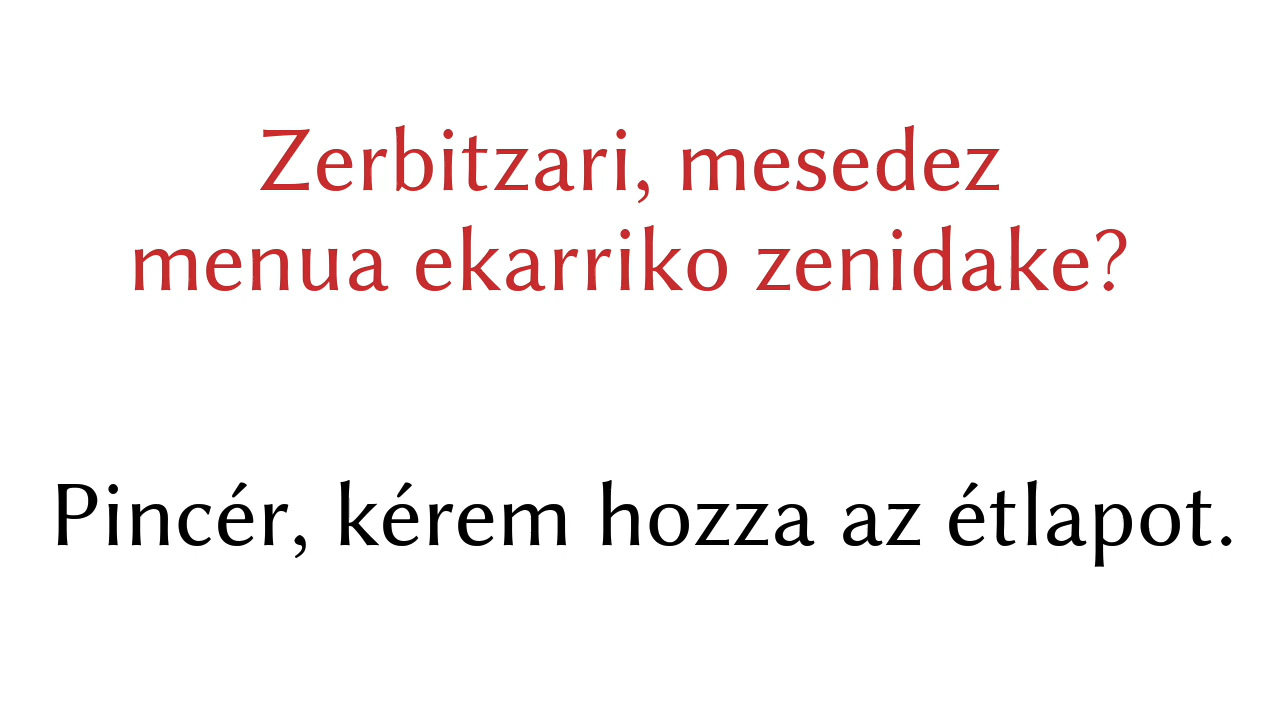 Zerbitzari, mesedez
menua ekarriko zenidake?
Pincér, kérem hozza az étlapot.